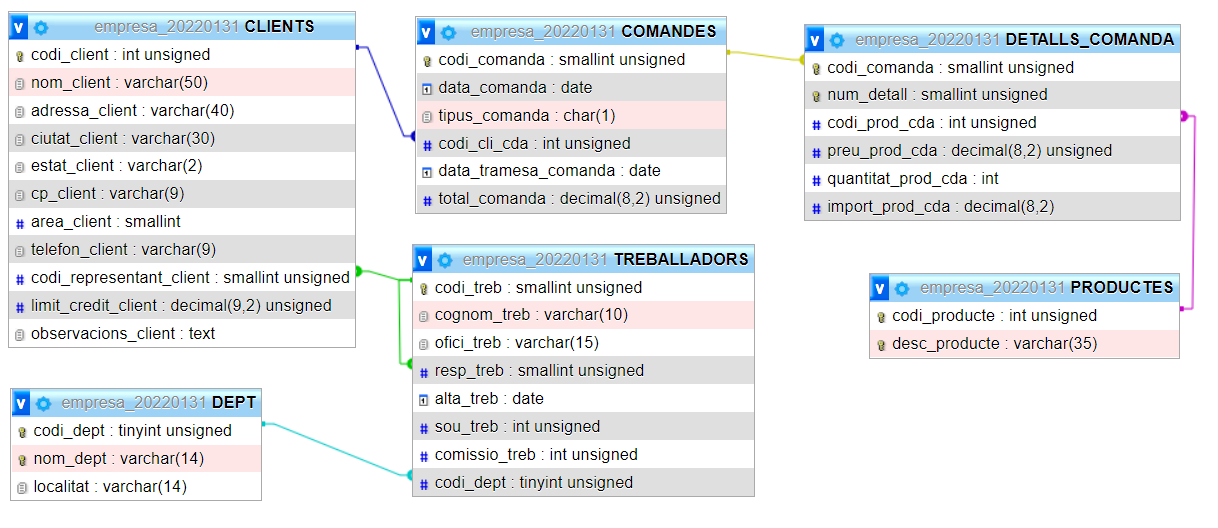 empresa_20220131 CLIENTS
codi_client : int unsigned
nom_client : varchar(50)
adressa_client : varchar(40)
ciutat_client : varchar(30)
estat_client : varchar(2)
cp_client : varchar(9)
area_client : smallint
telefon_client : varchar(9)
codi_representant_client : smallint unsigned
limit_credit_client : decimal(9,2) unsigned
observacions_client : text
empresa_20220131 COMANDES
codi_comanda : smallint unsigned
data_comanda : date
tipus_comanda : char(1)
codi_cli_cda : int unsigned
data_tramesa_comanda : date
total_comanda : decimal(8,2) unsigned
empresa_20220131 DETALLS_COMANDA
codi_comanda : smallint unsigned
num_detall : smallint unsigned
codi_prod_cda : int unsigned
preu_prod_cda : decimal(8,2) unsigned
quantitat_prod_cda : int
import_prod_cda : decimal(8,2)
empresa_20220131 TREBALLADORS
codi_treb : smallint unsigned
cognom_treb : varchar(10)
ofici_treb : varchar(15)
resp_treb : smallint unsigned
alta_treb : date
sou_treb : int unsigned
comissio_treb : int unsigned
codi_dept : tinyint unsigned
empresa_20220131 PRODUCTES
codi_producte : int unsigned
desc_producte : varchar(35)
empresa_20220131 DEPT
codi_dept : tinyint unsigned
nom_dept : varchar(14)
localitat : varchar(14)